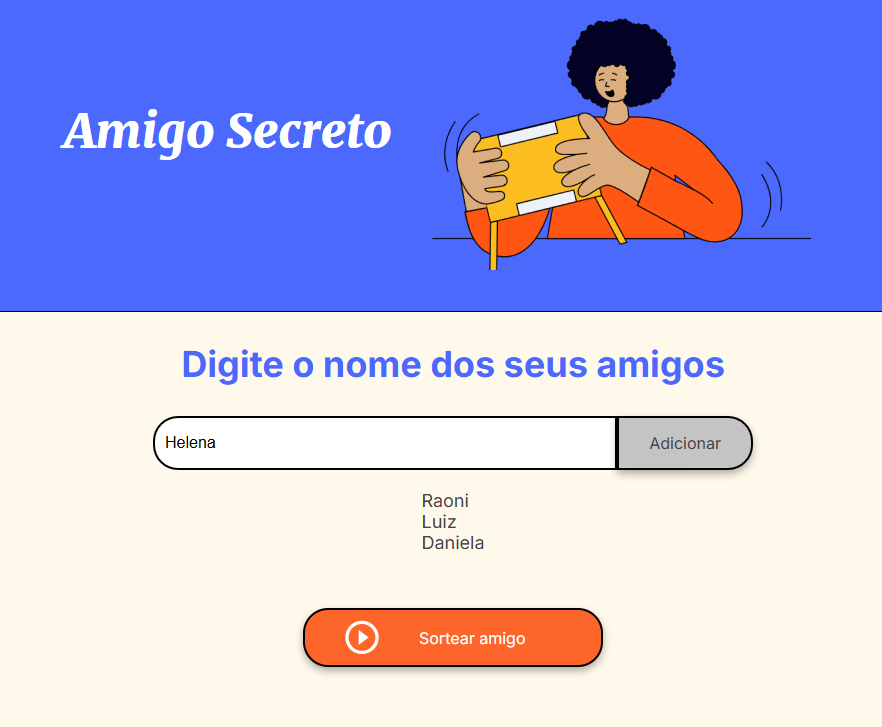 Amigo Secreto
Digite o nome dos seus amigos
Helena
Adicionar
Raoni
Luiz
Daniela
Sortear amigo